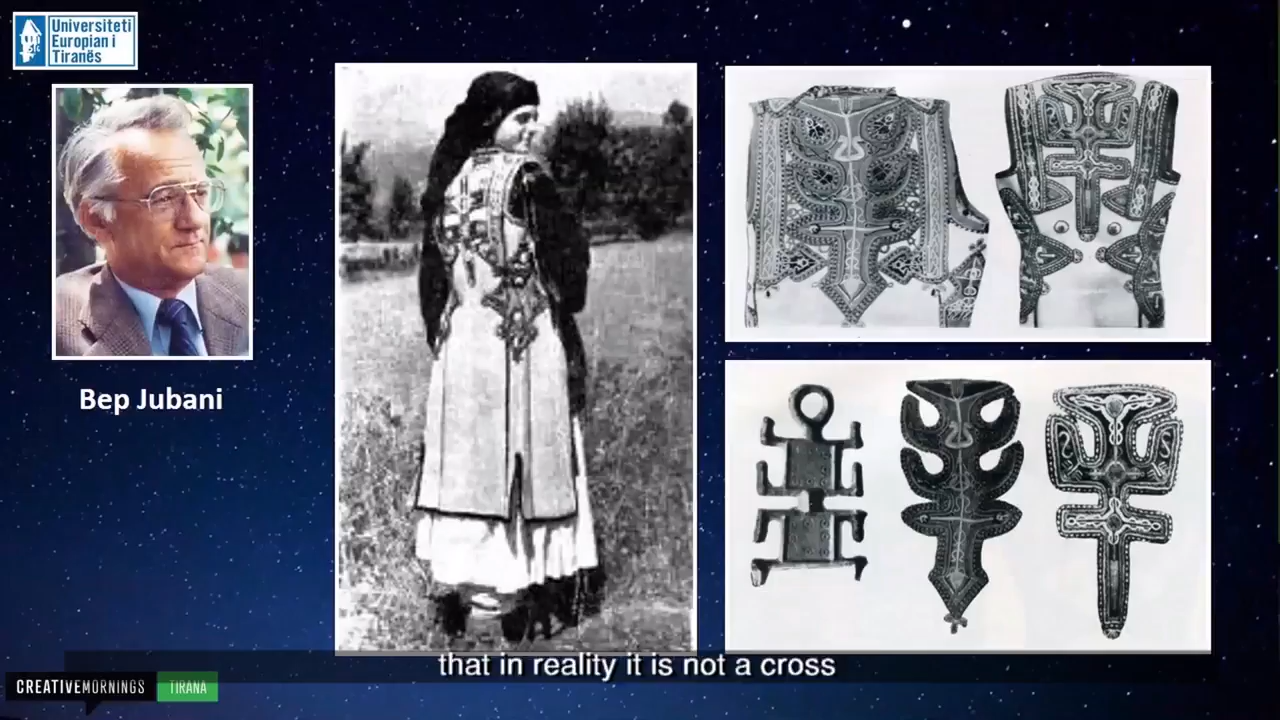 Universiteti
Europian i
Tiranës
Bep Jubani
that in reality it is not a cross
CREATIVEMORNINGS TIRANA